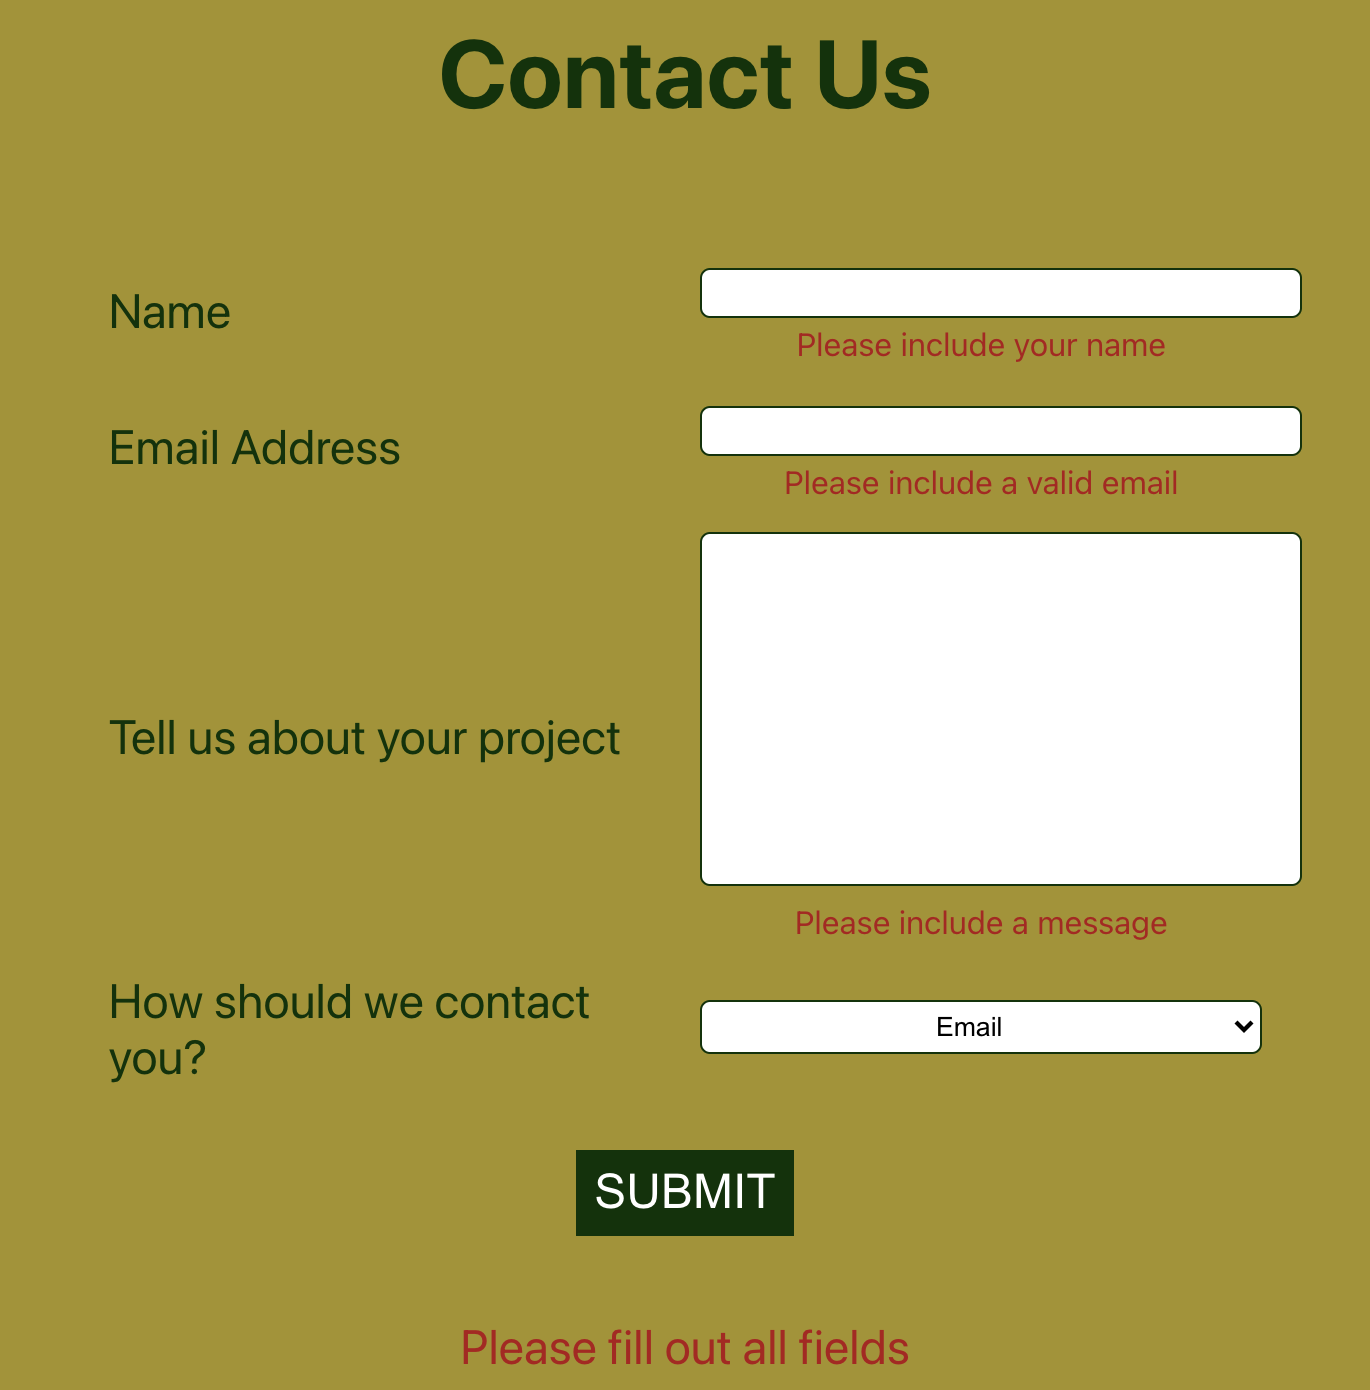 Contact Us
Name
Please include your name
Email Address
Please include a valid email
Tell us about your project
Please include a message
How should we contact
you?
Email
SUBMIT
Please fill out all fields